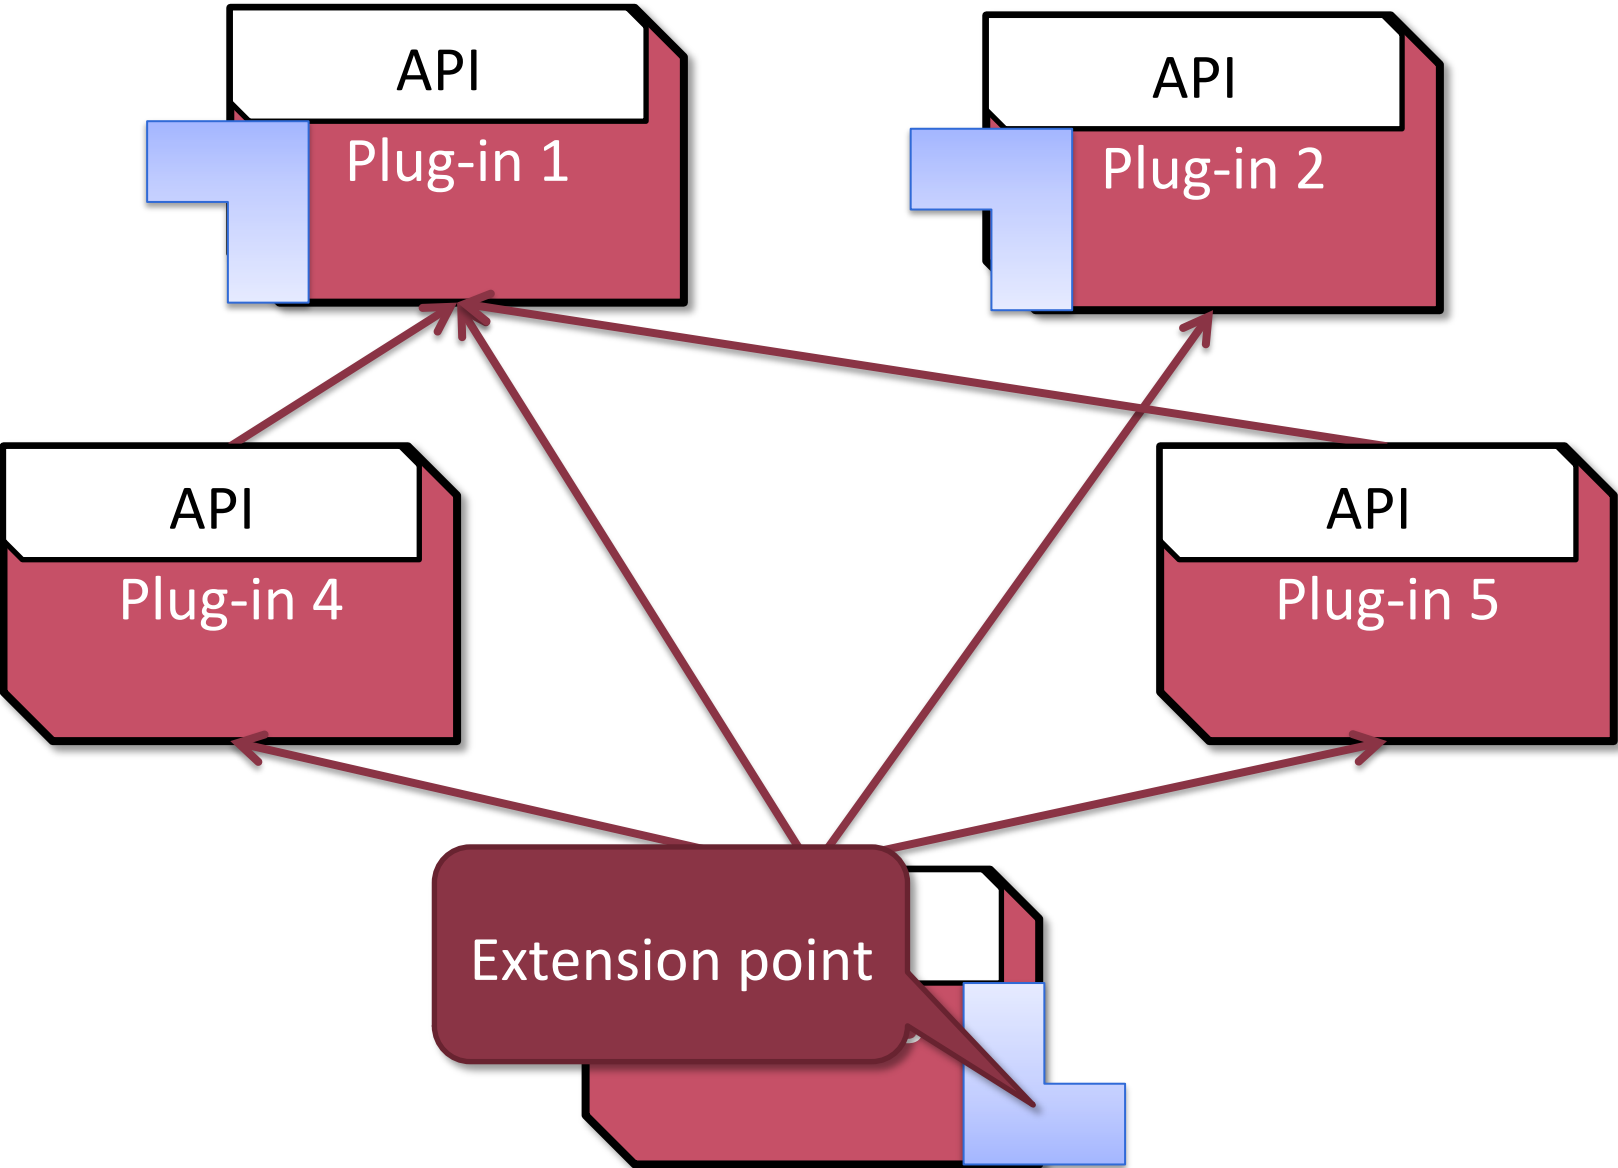 API
Plug-in 1
API
Plug-in 2
API
Plug-in 4
API
Plug-in 5
Extension point